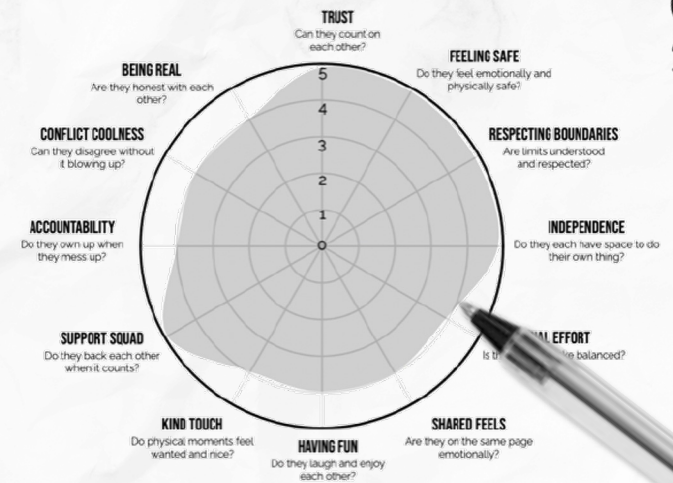 TRUST
Can they count on
each other?
FEELING SAFE
Do they feel emotionally and
physically safe?
RESPECTING BOUNDARIES
Are limits understood
and respected?
INDEPENDENCE
Do they each have space to do
their own thing?
EFFORT
balanced?
SHARED FEELS
Are they on the same page
emotionally?
HAVING FUN
Do they laugh and enjoy
each other?
KIND TOUCH
Do physical moments feel
wanted and nice?
SUPPORT SQUAD
Do they back each other
when it counts?
ACCOUNTABILITY
Do they own up when
they mess up?
CONFLICT COOLNESS
Can they disagree without
it blowing up?
BEING REAL
Are they honest with each
other?
5
4
3
2
1
0